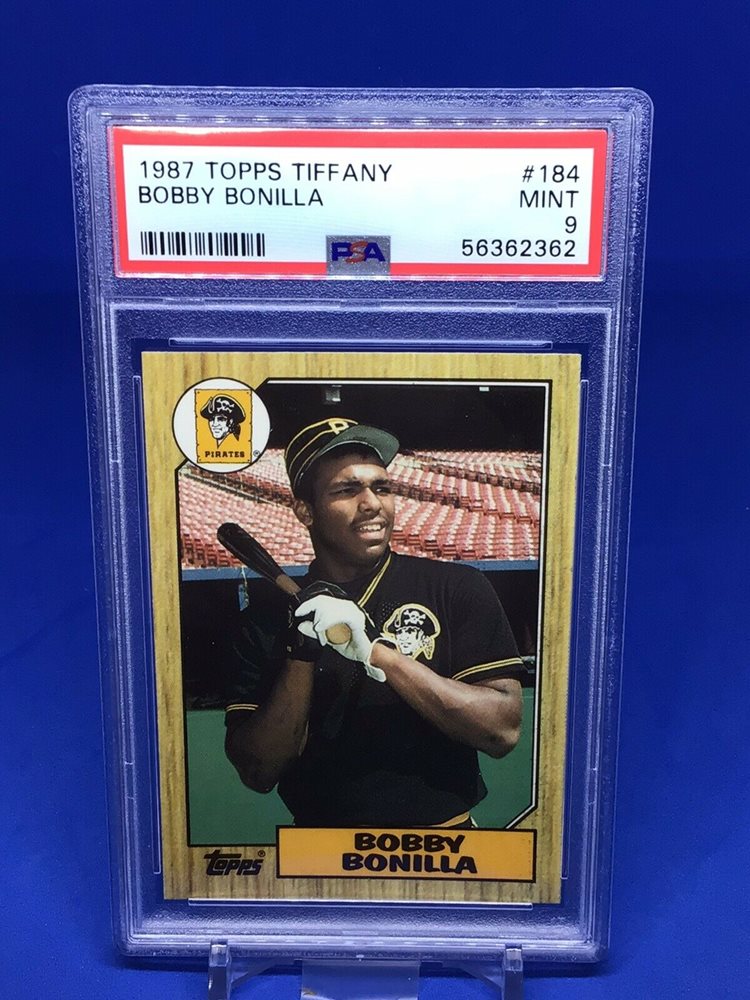 1987 TOPPS TIFFANY #184
BOBBY BONILLA MINT
9
PSA 56362362
PIRATES ®
P
topps®
BOBBY
BONILLA